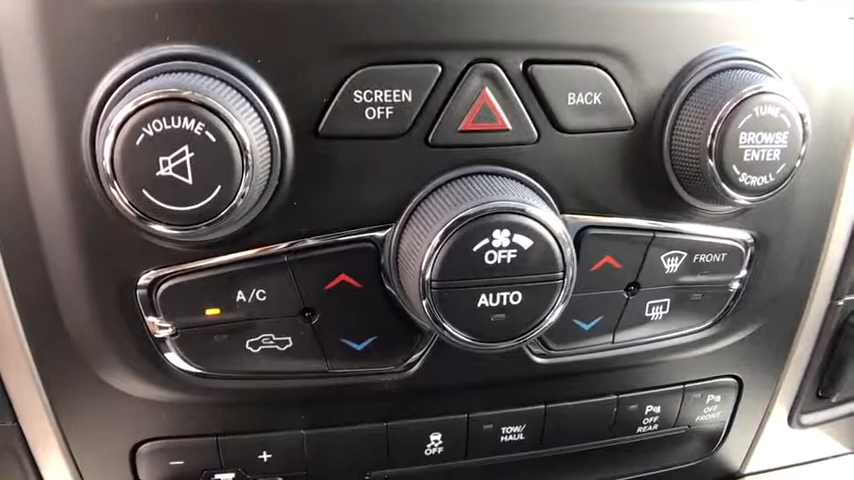 VOLUME
SCREEN
OFF
BACK
TUNE
BROWSE
ENTER
SCROLL
OFF
AUTO
A/C
FRONT
- +
OFF
TOW/
HAUL
P
OFF
REAR
P
OFF
FRONT